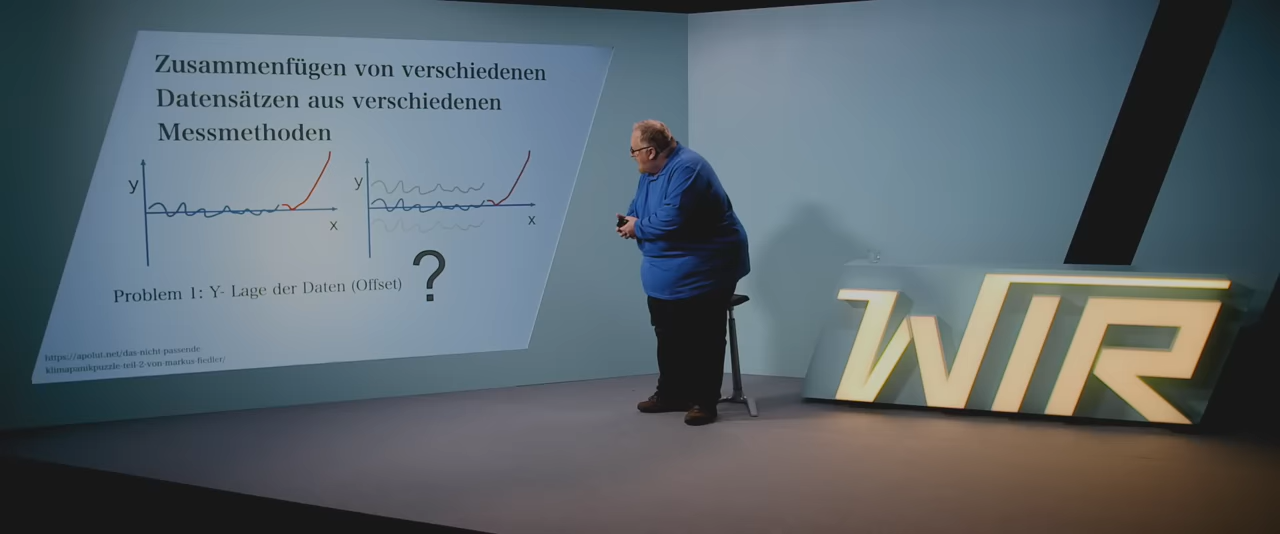 Zusammenfügen von verschiedenen
Datensätzen aus verschiedenen
Messmethoden
y
x
y
x
Problem 1: Y- Lage der Daten (Offset)
?
https://apolut.net/das-nicht-passende-
klimapanikpuzzle-teil-2-von-markus-fiedler/
WIR